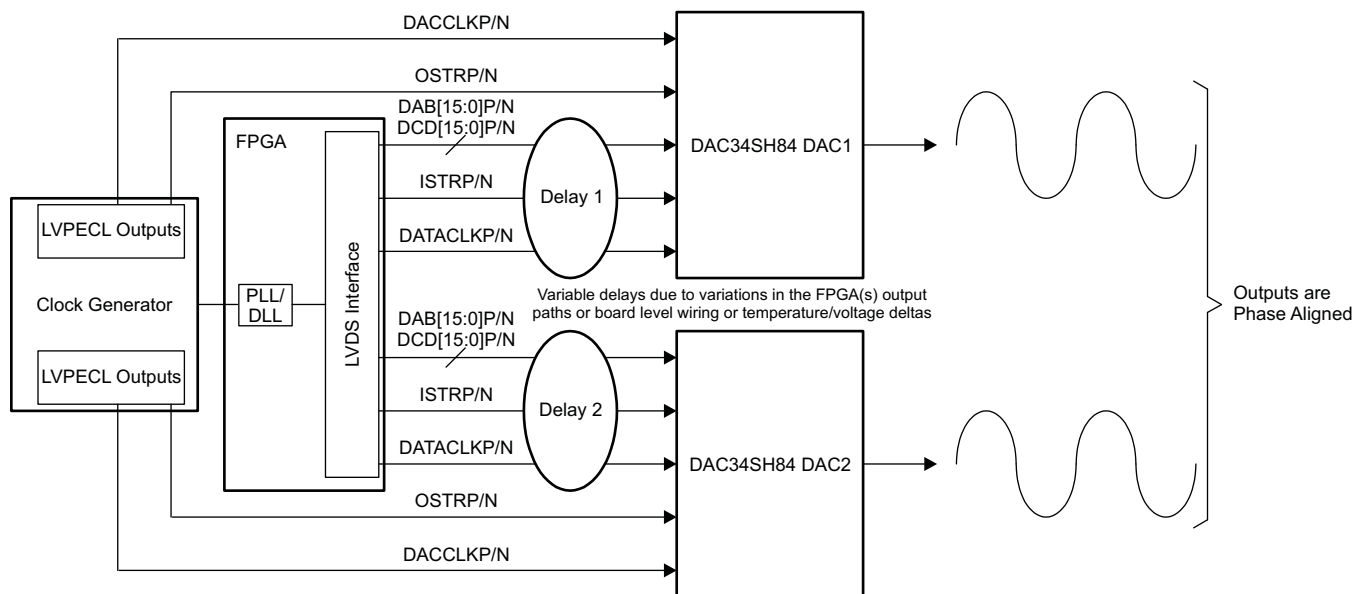 DACCLKP/N
OSTRP/N
DAB[15:0]P/N
DCD[15:0]P/N
FPGA
DAC34SH84 DAC1
ISTRP/N
Delay 1
LVPECL Outputs
DATACLKP/N
Clock Generator
PLL/
DLL
LVDS Interface
Variable delays due to variations in the FPGA(s) output
paths or board level wiring or temperature/voltage deltas
Outputs are
Phase Aligned
DAB[15:0]P/N
DCD[15:0]P/N
LVPECL Outputs
ISTRP/N
Delay 2
DATACLKP/N
DAC34SH84 DAC2
OSTRP/N
DACCLKP/N